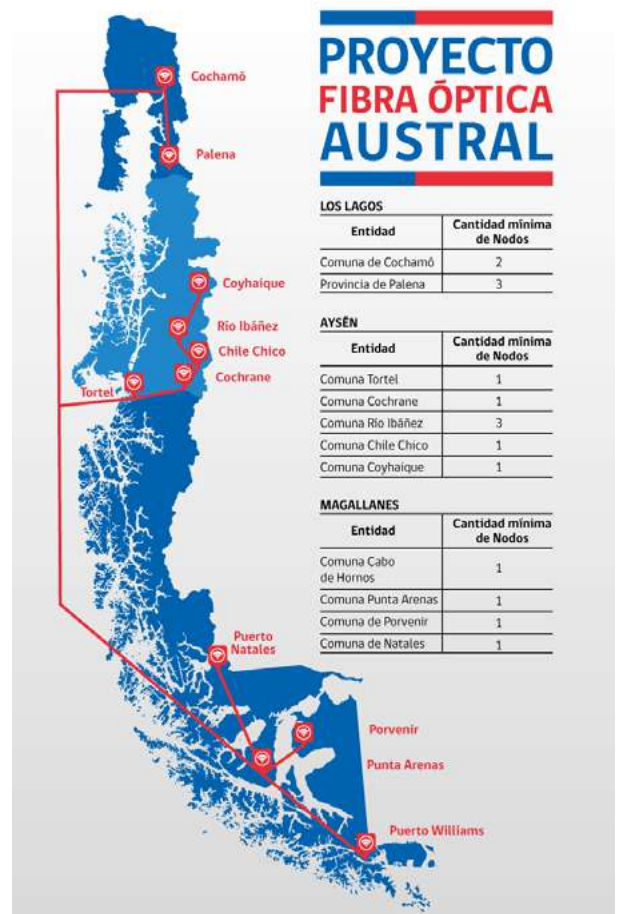 PROYECTO
FIBRA ÓPTICA
AUSTRAL
LOS LAGOS
Entidad Cantidad mínima
de Nodos
Comuna de Cochamó 2
Provincia de Palena 3
AYSÉN
Entidad Cantidad mínima
de Nodos
Comuna Tortel 1
Comuna Cochrane 1
Comuna Río Ibáñez 3
Comuna Chile Chico 1
Comuna Coyhaique 1
MAGALLANES
Entidad Cantidad mínima
de Nodos
Comuna Cabo
de Hornos 1
Comuna Punta Arenas 1
Comuna de Porvenir 1
Comuna de Natales 1
Cochamó
Palena
Coyhaique
Río Ibáñez
Chile Chico
Cochrane
Tortel
Puerto
Natales
Porvenir
Punta Arenas
Puerto Williams